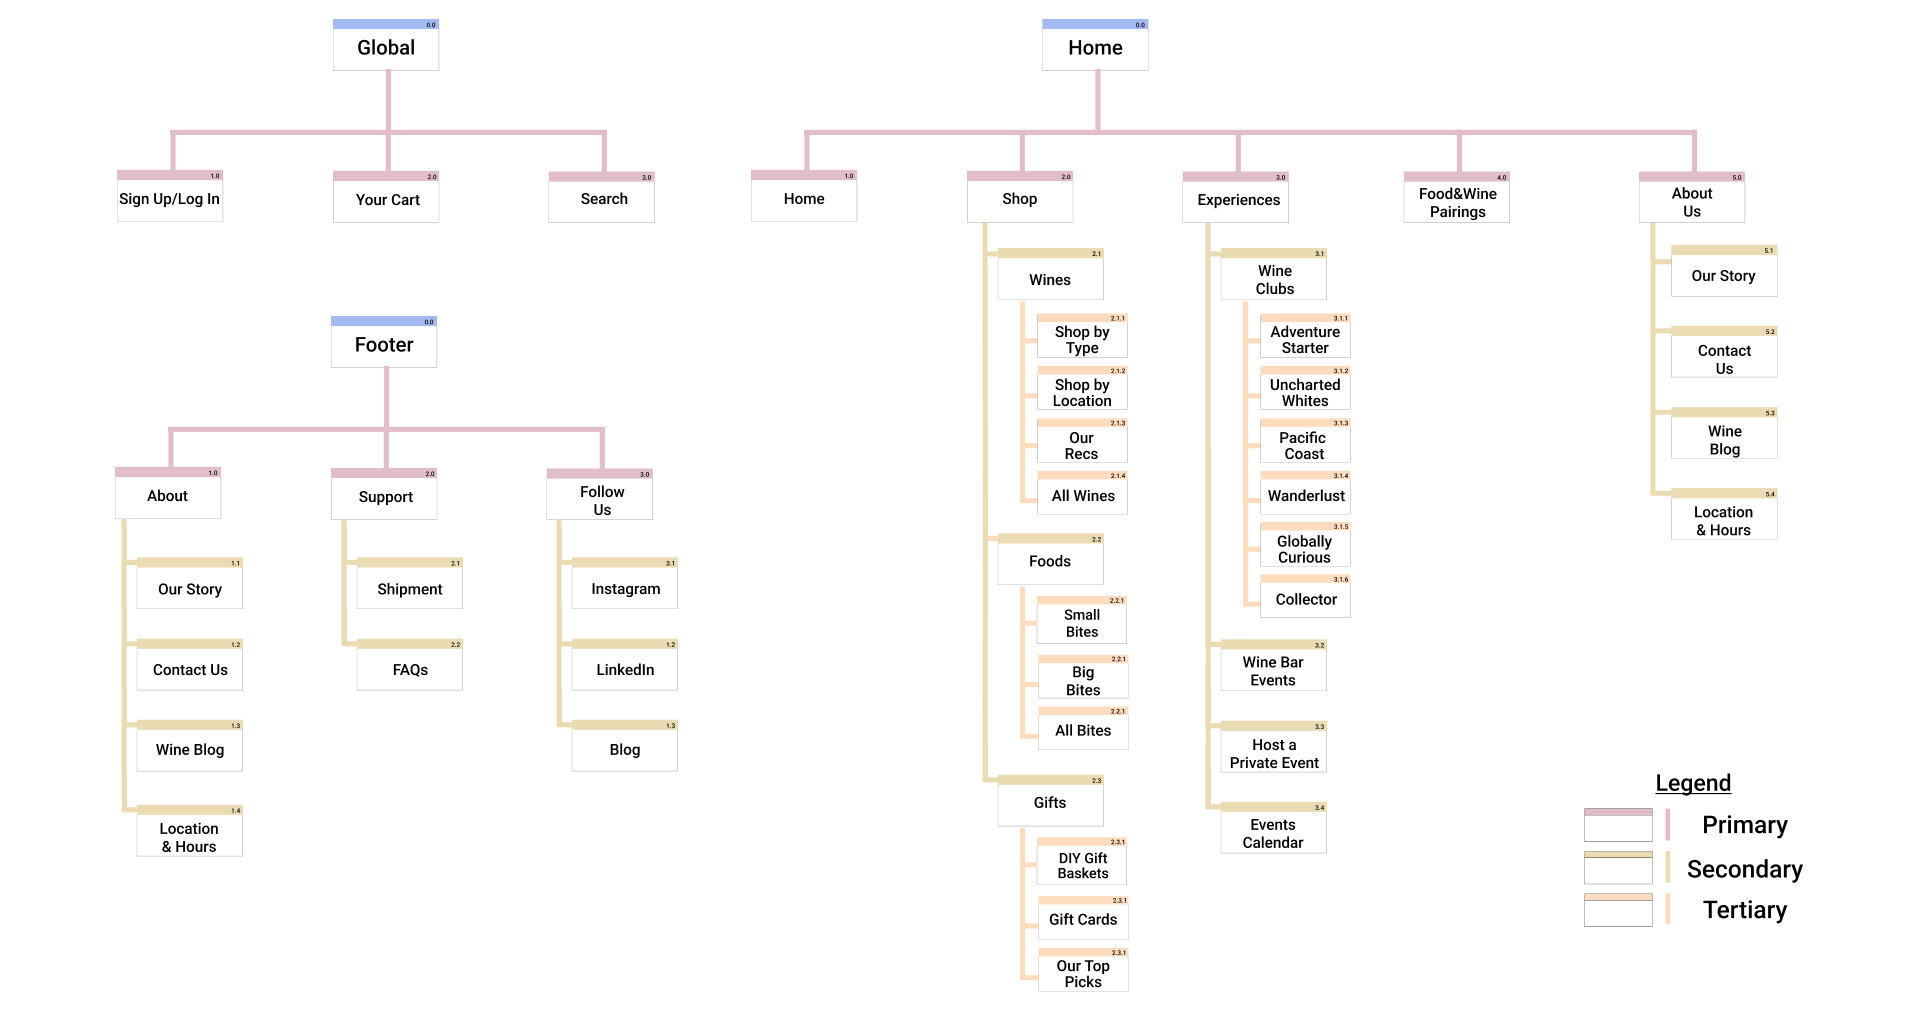 0.0
Global
1.0
Sign Up/Log In
2.0
Your Cart
3.0
Search
0.0
Footer
1.0
About
1.1
Our Story
1.2
Contact Us
1.3
Wine Blog
1.4
Location
& Hours
2.0
Support
2.1
Shipment
2.2
FAQs
3.0
Follow
Us
3.1
Instagram
1.2
LinkedIn
1.3
Blog
0.0
Home
1.0
Home
2.0
Shop
2.1
Wines
2.1.1
Shop by
Type
2.1.2
Shop by
Location
2.1.3
Our
Recs
2.1.4
All Wines
2.2
Foods
2.2.1
Small
Bites
2.2.1
Big
Bites
2.2.1
All Bites
2.3
Gifts
2.3.1
DIY Gift
Baskets
2.3.1
Gift Cards
2.3.1
Our Top
Picks
3.0
Experiences
3.1
Wine
Clubs
3.1.1
Adventure
Starter
3.1.2
Uncharted
Whites
3.1.3
Pacific
Coast
3.1.4
Wanderlust
3.1.5
Globally
Curious
3.1.6
Collector
3.2
Wine Bar
Events
3.3
Host a
Private Event
3.4
Events
Calendar
4.0
Food&Wine
Pairings
5.0
About
Us
5.1
Our Story
5.2
Contact
Us
5.3
Wine
Blog
5.4
Location
& Hours
Legend
Primary
Secondary
Tertiary